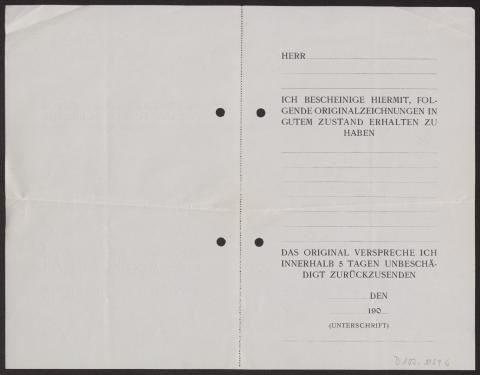 HERR
ICH BESCHEINIGE HIERMIT, FOL-
GENDE ORIGINALZEICHNUNGEN IN
GUTEM ZUSTAND ERHALTEN ZU
HABEN
DAS ORIGINAL VERSPRECHE ICH
INNERHALB 5 TAGEN UNBESCHÄ-
DIGT ZURÜCKZUSENDEN
DEN
190
(UNTERSCHRIFT)